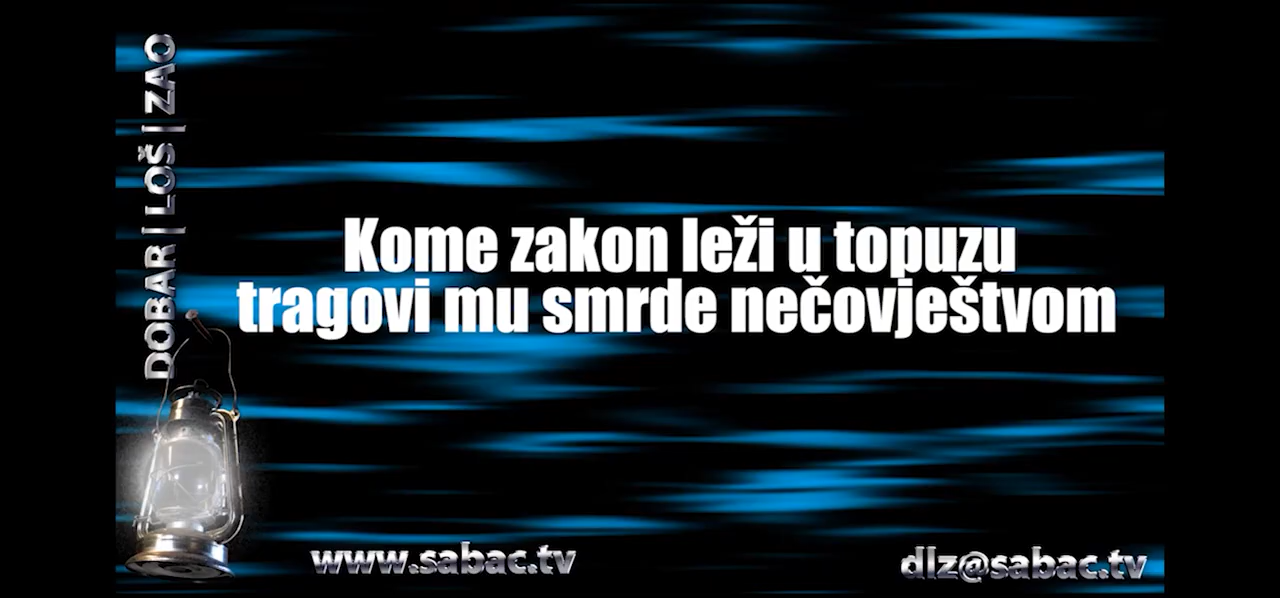 DOBAR | LOŠ | ZAO
Kome zakon leži u topuzu
tragovi mu smrde nečovještvom
www.sabac.tv
dlz@sabac.tv